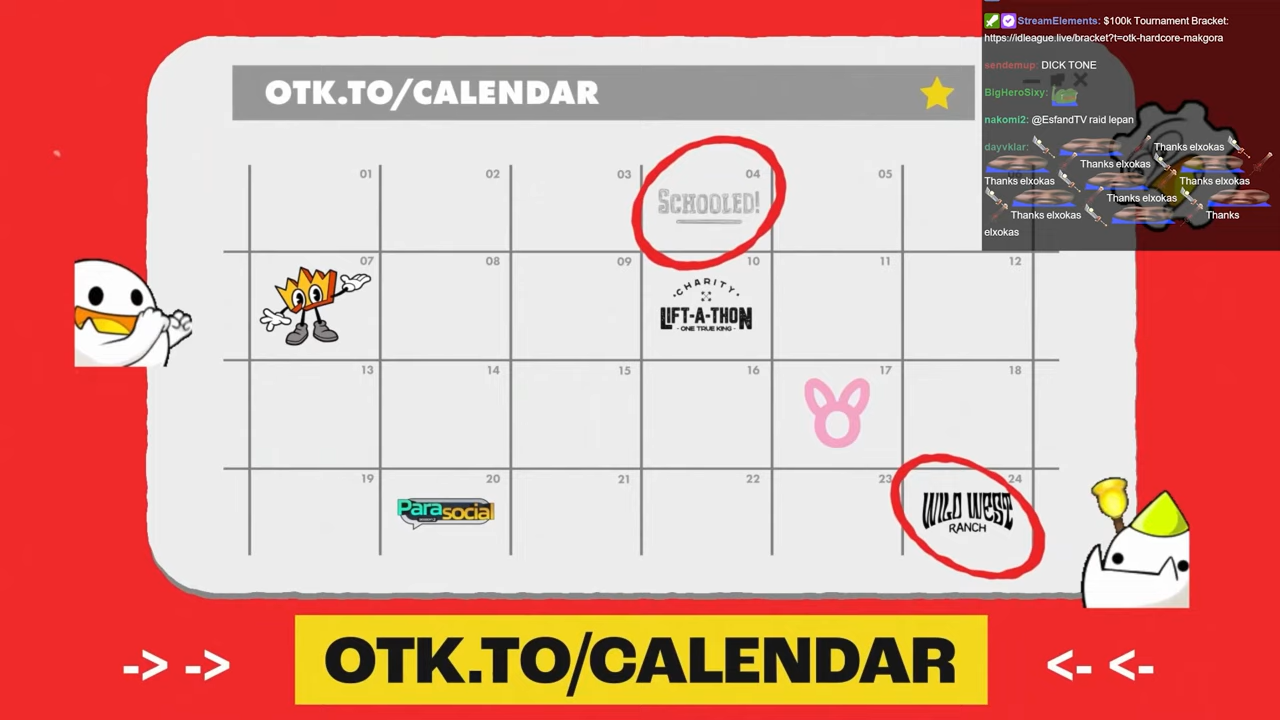 OTK.TO/CALENDAR
01
02
03
04
05
SCHOOLED!
07
08
09
10
11
12
CHARITY
LIFT-A-THON
- ONE TRUE KING -
13
14
15
16
17
18
19
20
21
22
23
24
Parasocial
WILD WEST
RANCH
-> ->
OTK.TO/CALENDAR
<- <-
StreamElements: $100k Tournament Bracket:
https://idleague.live/bracket?t=otk-hardcore-makgora
sendemup: DICK TONE
BigHeroSixy:
nakomi2: @EsfandTV raid lepan
dayvklar:
Thanks elxokas
Thanks elxokas
Thanks elxokas
Thanks elxokas
Thanks elxokas
Thanks elxokas
Thanks
elxokas